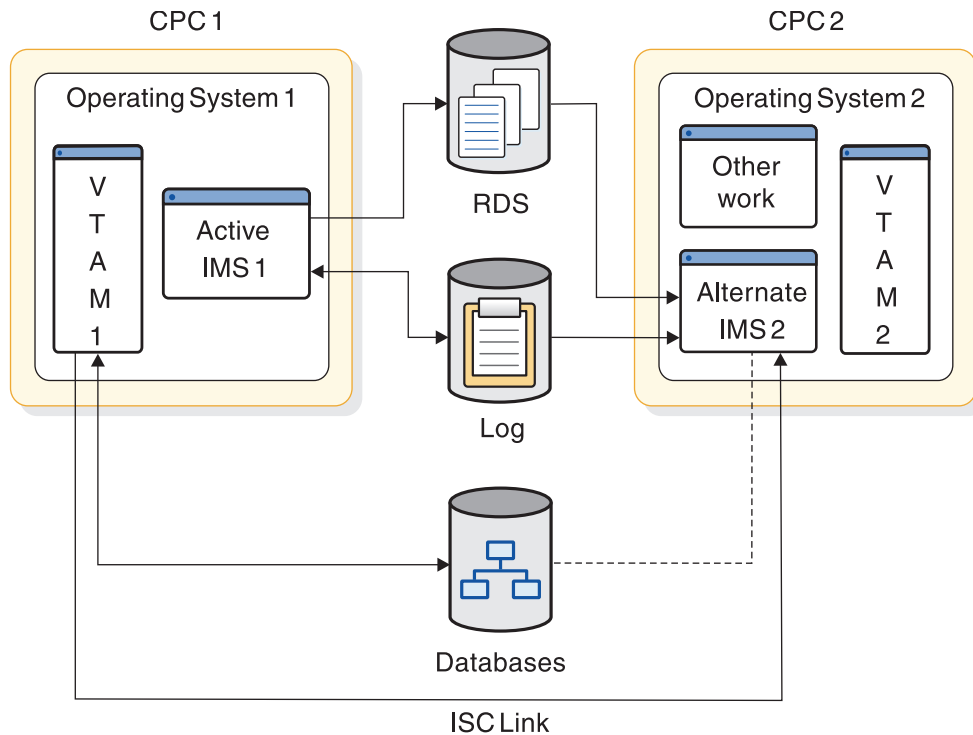 CPC 1
CPC 2
Operating System 1
V
T
A
M
1
Active
IMS 1
RDS
Log
Databases
ISC Link
Operating System 2
Other
work
Alternate
IMS 2
V
T
A
M
2